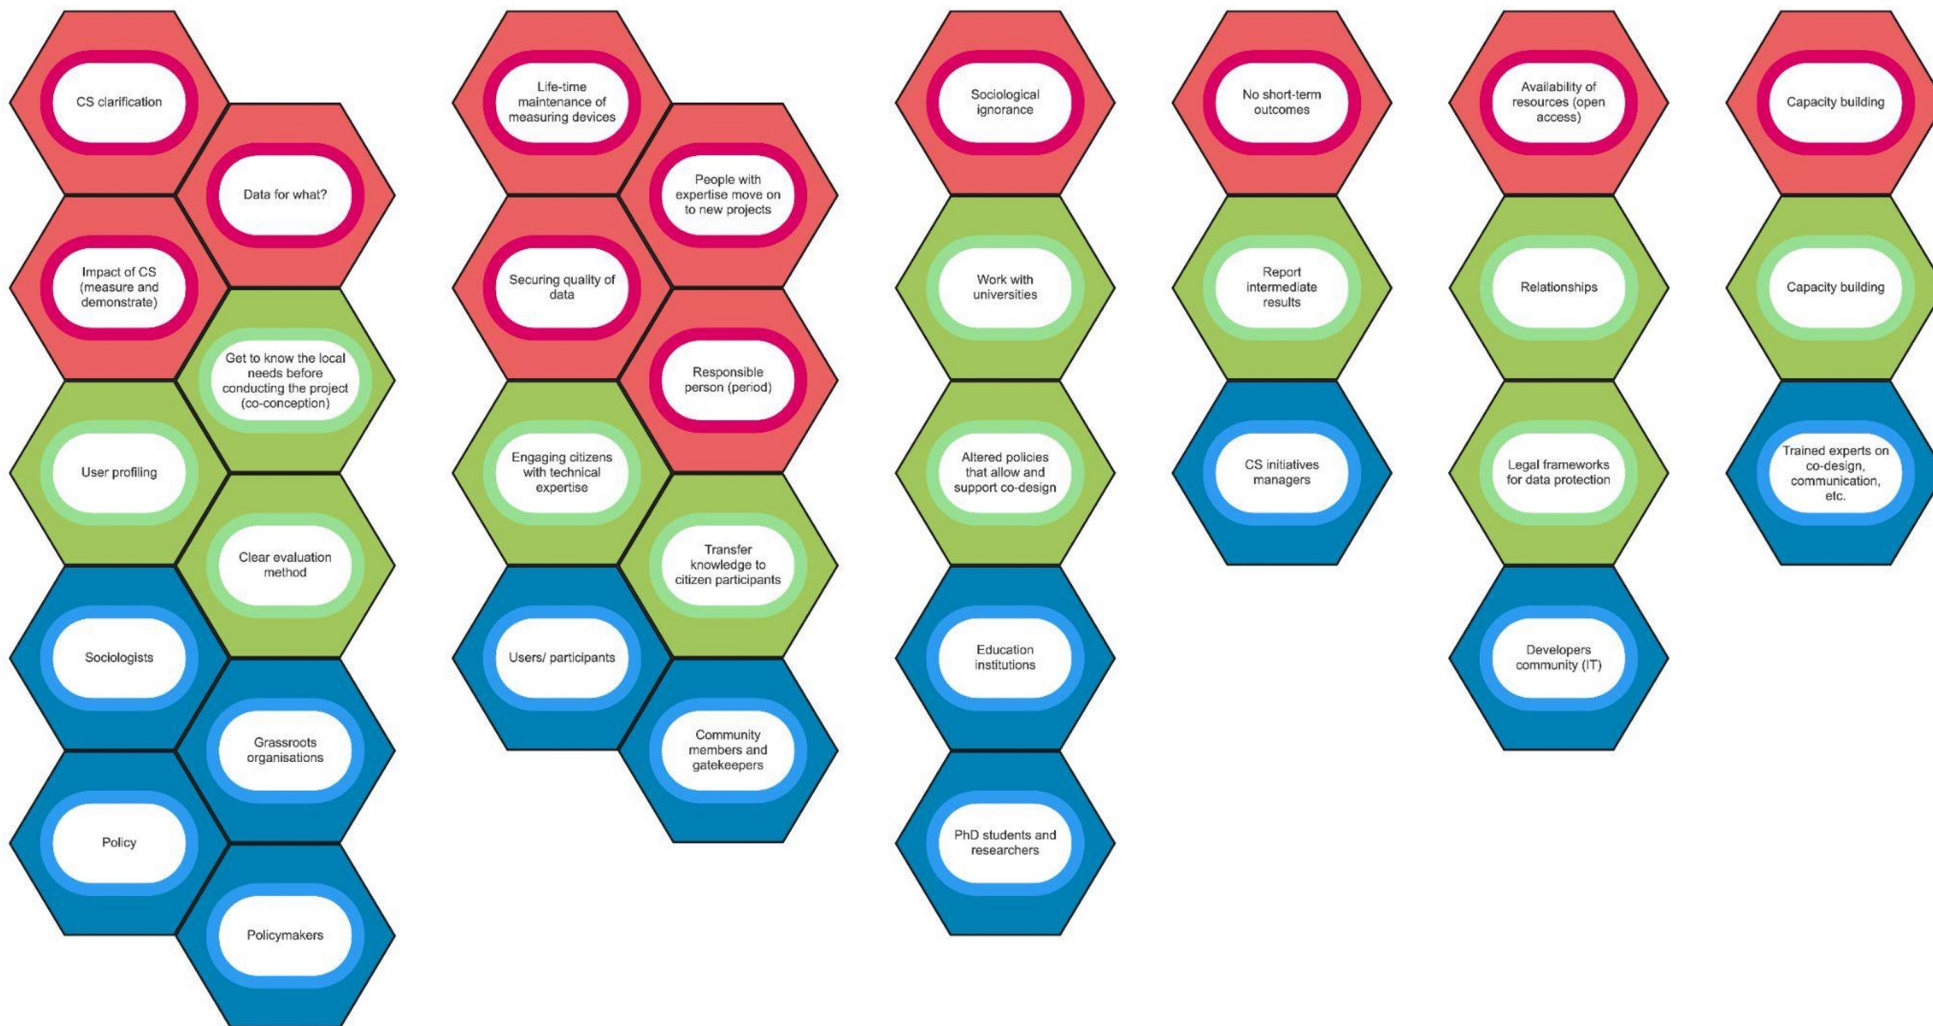 CS clarification
Data for what?
Impact of CS
(measure and
demonstrate)
Get to know the local
needs before
conducting the project
(co-conception)
User profiling
Clear evaluation
method
Sociologists
Grassroots
organisations
Policy
Policymakers
Life-time
maintenance of
measuring devices
People with
expertise move on
to new projects
Securing quality of
data
Responsible
person (period)
Engaging citizens
with technical
expertise
Transfer
knowledge to
citizen participants
Users/ participants
Community
members and
gatekeepers
Sociological
ignorance
Work with
universities
Altered policies
that allow and
support co-design
Education
institutions
PhD students and
researchers
No short-term
outcomes
Report
intermediate
results
CS initiatives
managers
Availability of
resources (open
access)
Relationships
Legal frameworks
for data protection
Developers
community (IT)
Capacity building
Capacity building
Trained experts on
co-design,
communication,
etc.